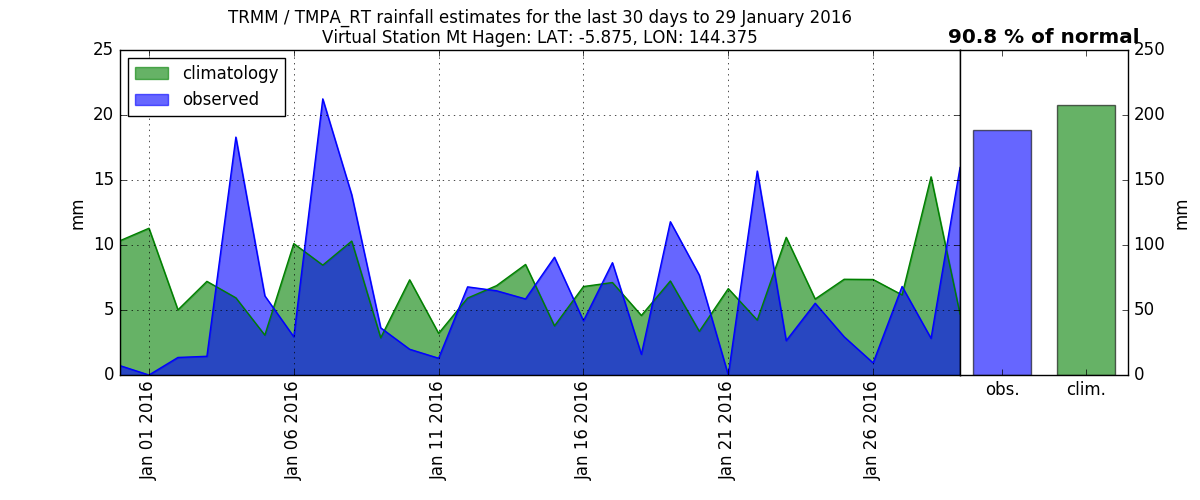 TRMM / TMPA_RT rainfall estimates for the last 30 days to 29 January 2016
Virtual Station Mt Hagen: LAT: -5.875, LON: 144.375
90.8 % of normal
climatology
observed
25
20
15
10
5
0
mm
Jan 01 2016
Jan 06 2016
Jan 11 2016
Jan 16 2016
Jan 21 2016
Jan 26 2016
obs.
clim.
250
200
150
100
50
0
mm